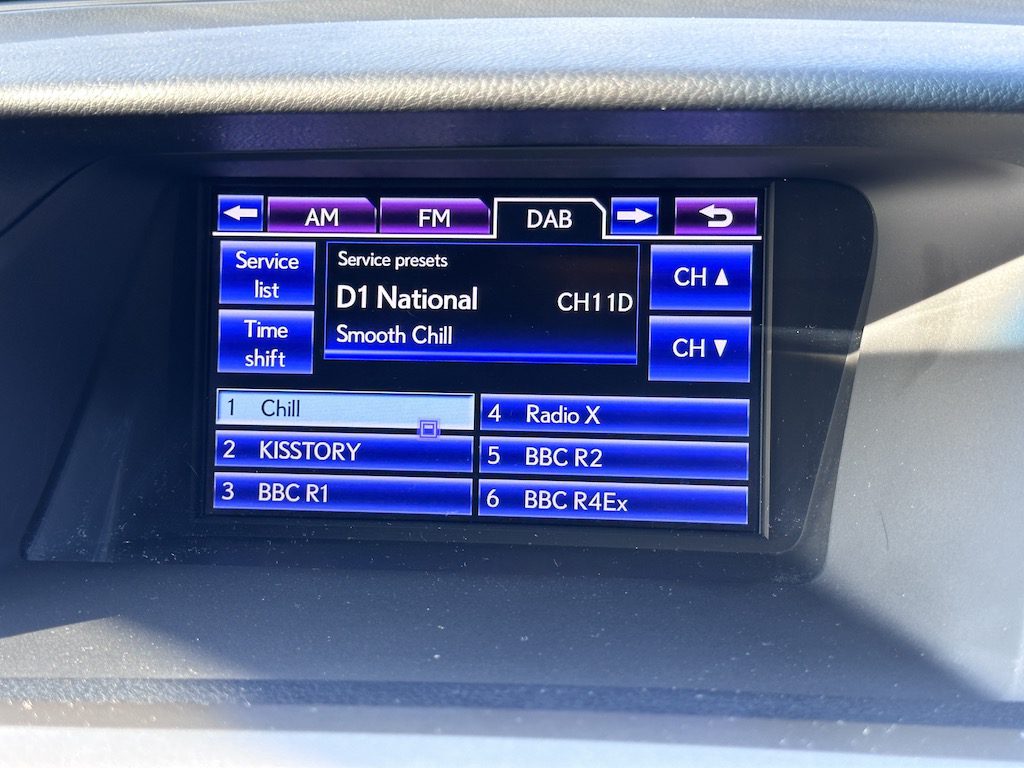 AM FM DAB
Service list
Service presets
D1 National CH11D
Smooth Chill
CH▲
Time shift
CH▼
1 Chill
4 Radio X
2 KISSTORY
5 BBC R2
3 BBC R1
6 BBC R4Ex